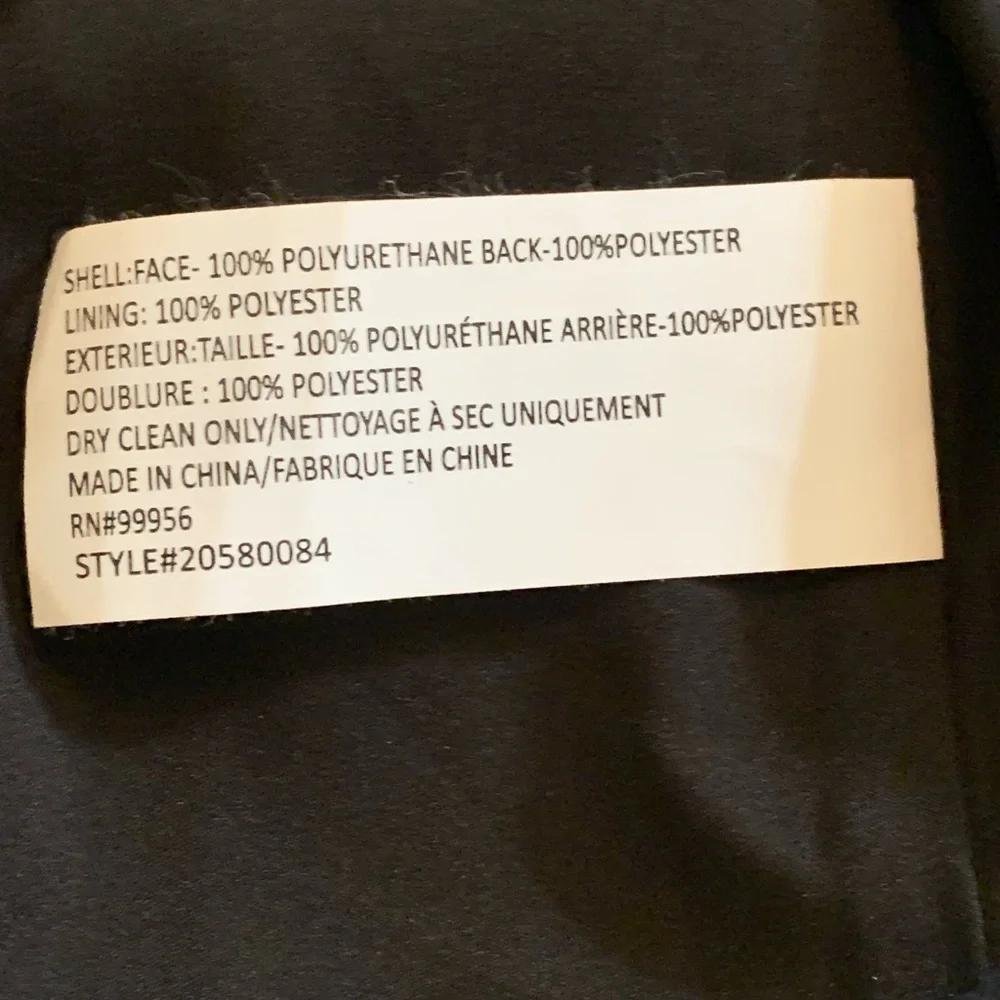 SHELL:FACE- 100% POLYURETHANE BACK-100%POLYESTER
LINING: 100% POLYESTER
EXTERIEUR:TAILLE- 100% POLYURÉTHANE ARRIÈRE-100%POLYESTER
DOUBLURE : 100% POLYESTER
DRY CLEAN ONLY/NETTOYAGE À SEC UNIQUEMENT
MADE IN CHINA/FABRIQUE EN CHINE
RN#99956
STYLE#20580084